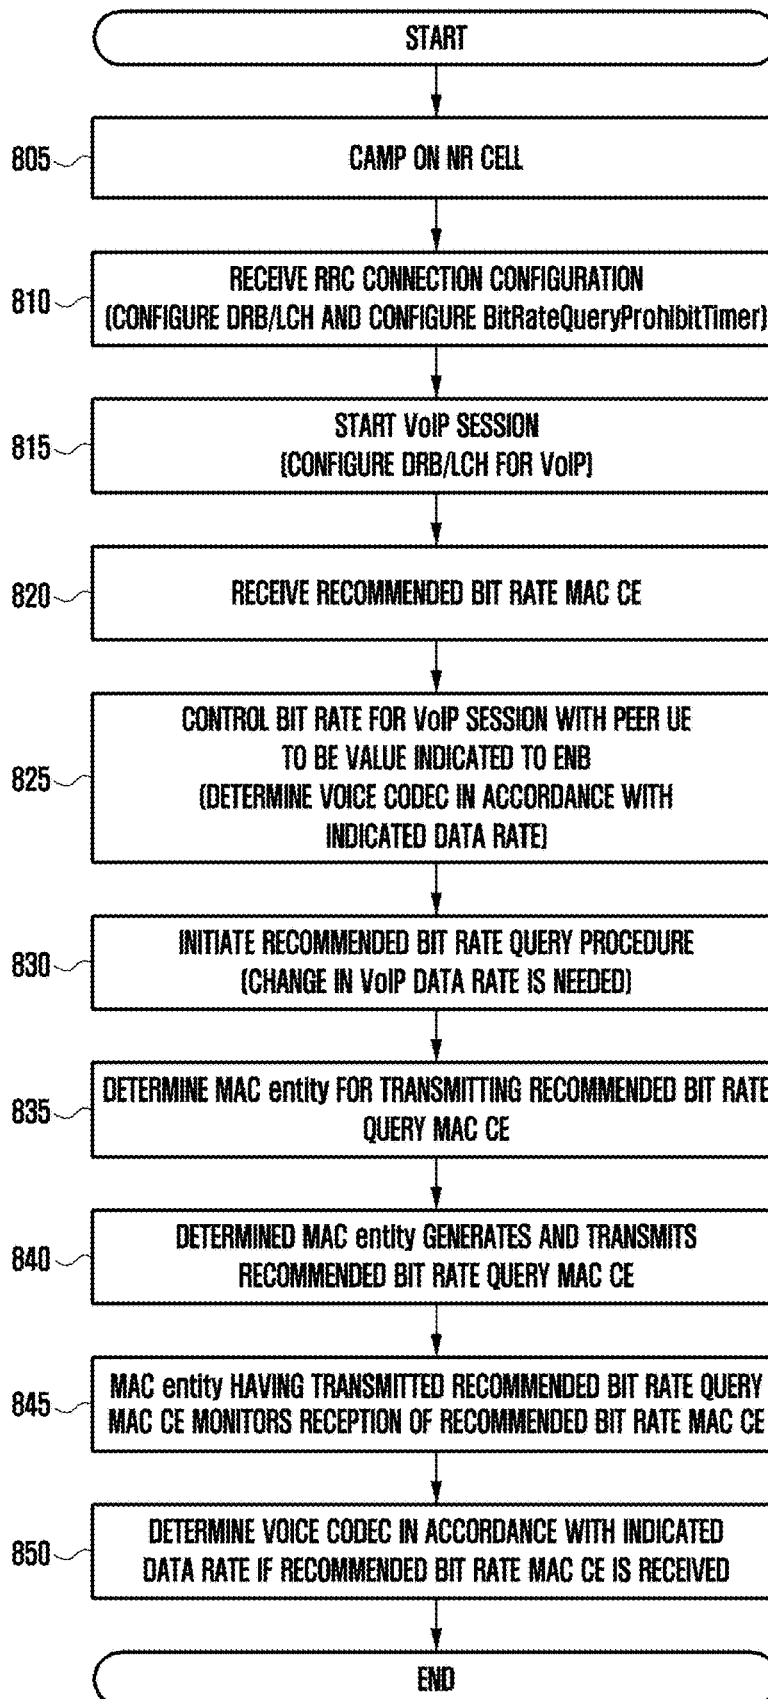 START
805
CAMP ON NR CELL
810
RECEIVE RRC CONNECTION CONFIGURATION
(CONFIGURE DRB/LCH AND CONFIGURE BitRateQueryProhibitTimer)
815
START VoIP SESSION
(CONFIGURE DRB/LCH FOR VoIP)
820
RECEIVE RECOMMENDED BIT RATE MAC CE
825
CONTROL BIT RATE FOR VoIP SESSION WITH PEER UE
TO BE VALUE INDICATED TO ENB
(DETERMINE VOICE CODEC IN ACCORDANCE WITH
INDICATED DATA RATE)
830
INITIATE RECOMMENDED BIT RATE QUERY PROCEDURE
(CHANGE IN VoIP DATA RATE IS NEEDED)
835
DETERMINE MAC entity FOR TRANSMITTING RECOMMENDED BIT RATE
QUERY MAC CE
840
DETERMINED MAC entity GENERATES AND TRANSMITS
RECOMMENDED BIT RATE QUERY MAC CE
845
MAC entity HAVING TRANSMITTED RECOMMENDED BIT RATE QUERY
MAC CE MONITORS RECEPTION OF RECOMMENDED BIT RATE MAC CE
850
DETERMINE VOICE CODEC IN ACCORDANCE WITH INDICATED
DATA RATE IF RECOMMENDED BIT RATE MAC CE IS RECEIVED
END